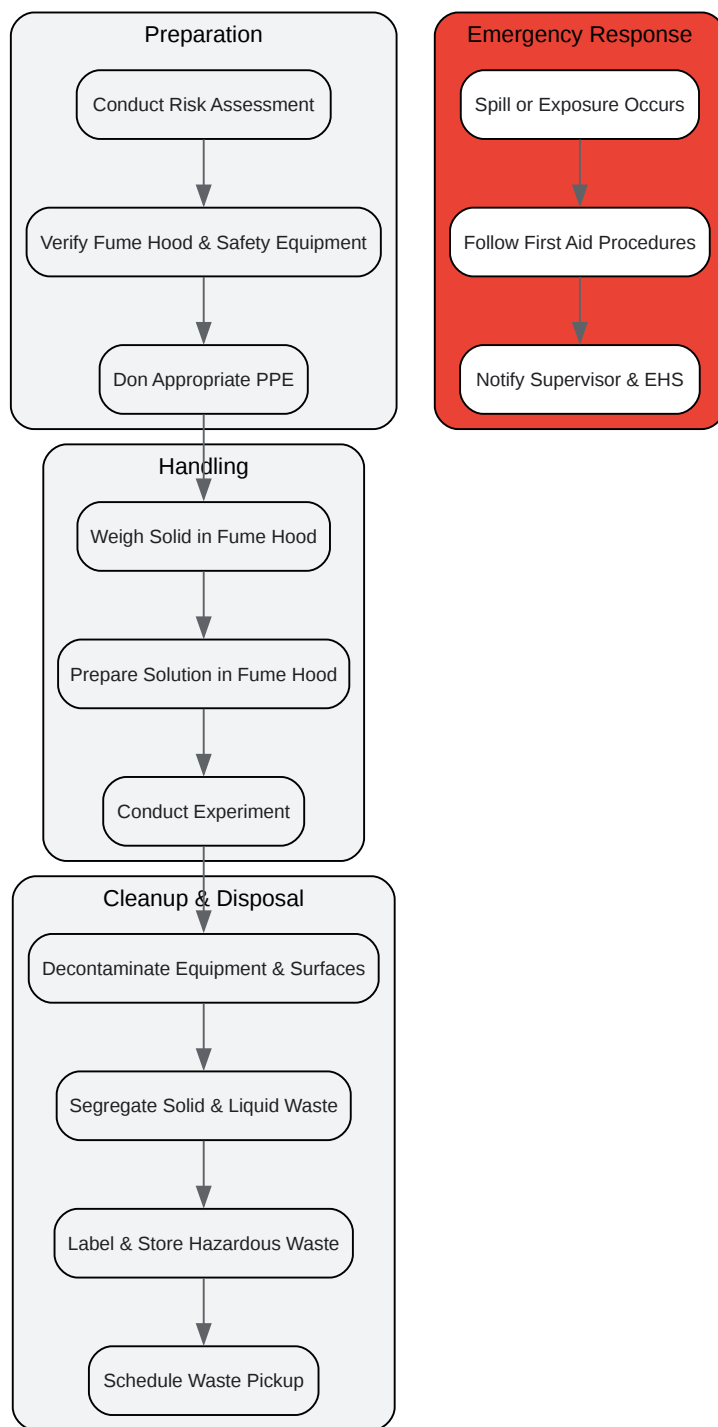 Preparation
Conduct Risk Assessment
Verify Fume Hood & Safety Equipment
Don Appropriate PPE
Handling
Weigh Solid in Fume Hood
Prepare Solution in Fume Hood
Conduct Experiment
Cleanup & Disposal
Decontaminate Equipment & Surfaces
Segregate Solid & Liquid Waste
Label & Store Hazardous Waste
Schedule Waste Pickup
Emergency Response
Spill or Exposure Occurs
Follow First Aid Procedures
Notify Supervisor & EHS